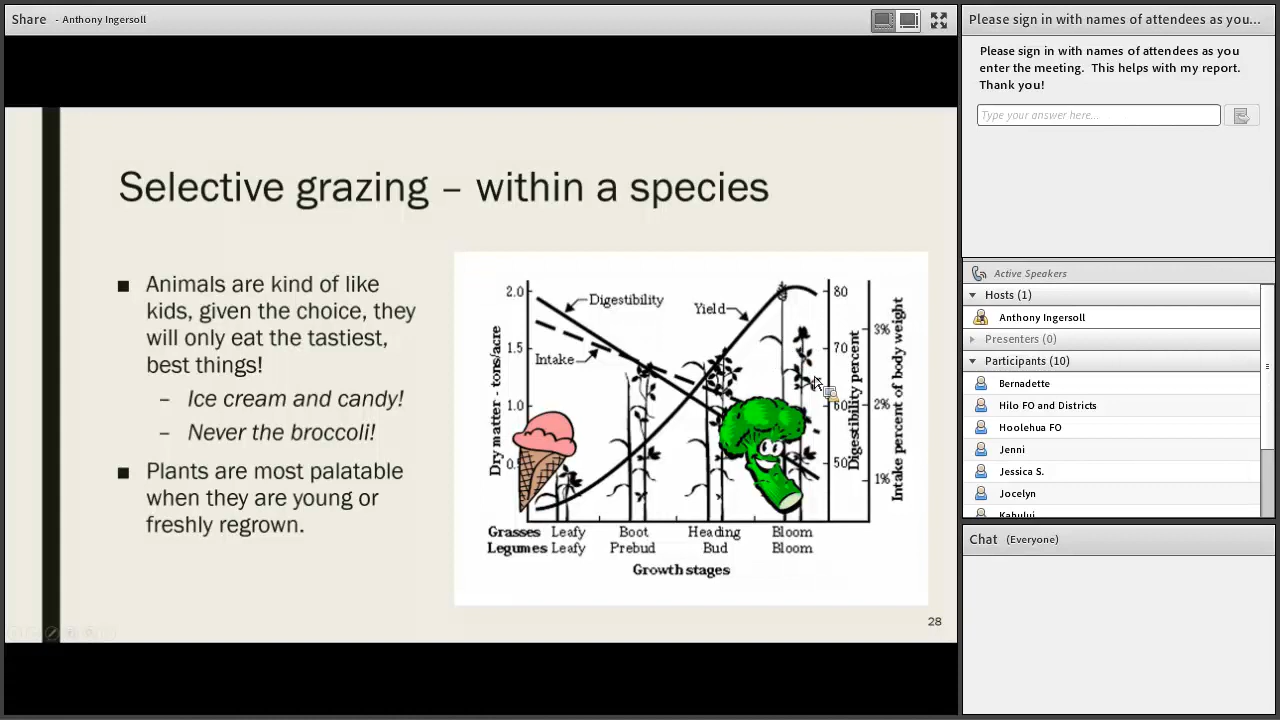 Share - Anthony Ingersoll
Selective grazing – within a species
■ Animals are kind of like
kids, given the choice, they
will only eat the tastiest,
best things!
– Ice cream and candy!
– Never the broccoli!
■ Plants are most palatable
when they are young or
freshly regrown.
Dry matter - tons/acre
2.0
1.5
1.0
Digestibility
Intake
Yield
80
70
60
50
Digestibility percent
3%
2%
1%
Intake percent of body weight
Grasses Leafy Boot Heading Bloom
Legumes Leafy Prebud Bud Bloom
Growth stages
28
Please sign in with names of attendees as you...
Please sign in with names of attendees as you
enter the meeting. This helps with my report.
Thank you!
Type your answer here...
Active Speakers
Hosts (1)
Anthony Ingersoll
Presenters (0)
Participants (10)
Bernadette
Hilo FO and Districts
Hoolehua FO
Jenni
Jessica S.
Jocelyn
Kahului
Chat (Everyone)